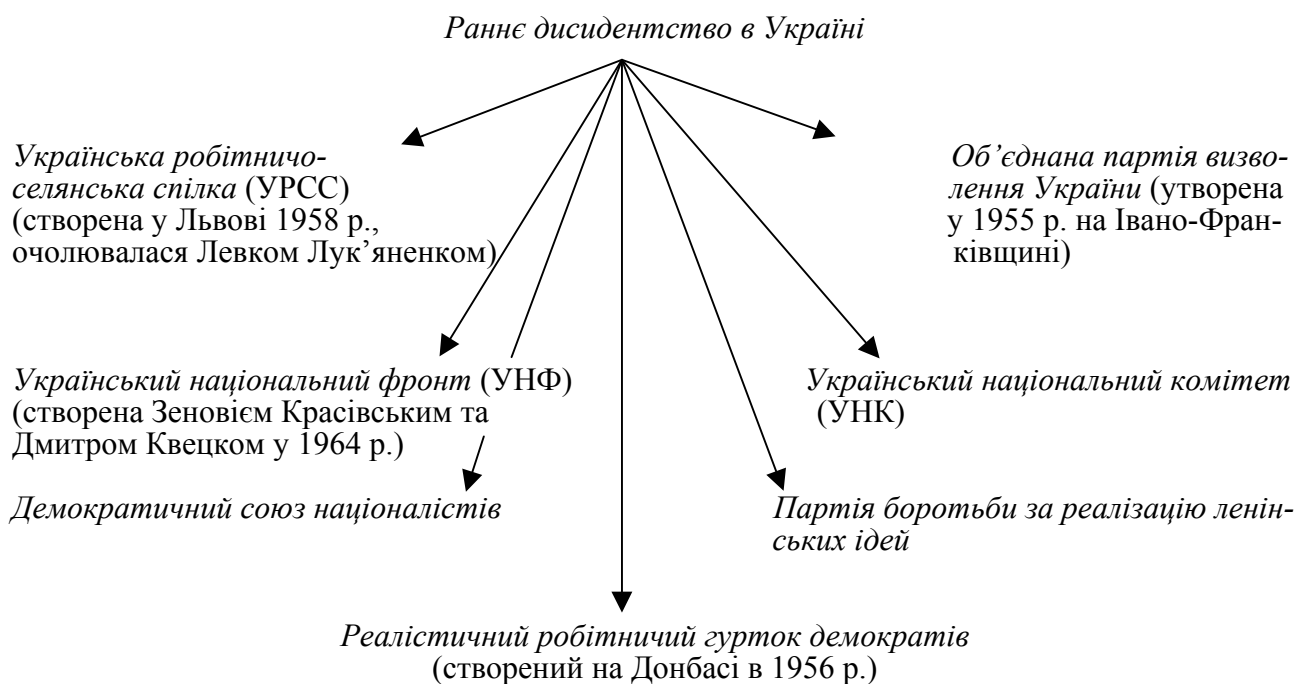 Раннє дисидентство в Україні
Українська робітничо-
селянська спілка (УРСС)
(створена у Львові 1958 р.,
очолювалася Левком Лук’яненком)
Об’єднана партія визво-
лення України (утворена
у 1955 р. на Івано-Фран-
ківщині)
Український національний фронт (УНФ)
(створена Зеновієм Красівським та
Дмитром Квецком у 1964 р.)
Український національний комітет
(УНК)
Демократичний союз націоналістів
Партія боротьби за реалізацію ленін-
ських ідей
Реалістичний робітничий гурток демократів
(створений на Донбасі в 1956 р.)